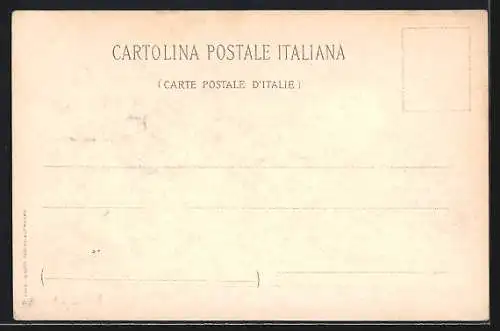 CARTOLINA POSTALE ITALIANA
(CARTE POSTALE D'ITALIE)